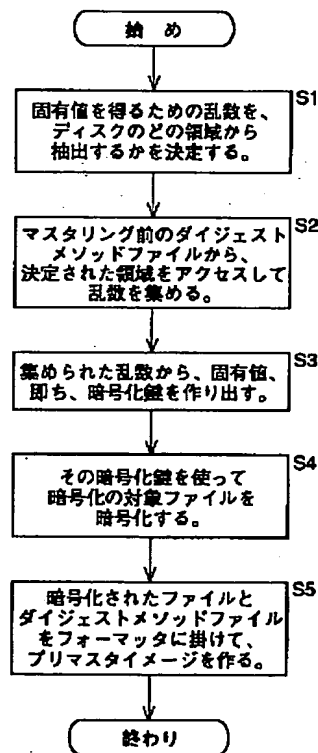 始 め
S1
固有値を得るための乱数を、
ディスクのどの領域から
抽出するかを決定する。
S2
マスタリング前のダイジェスト
メソッドファイルから、
決定された領域をアクセスして
乱数を集める。
S3
集められた乱数から、固有値、
即ち、暗号化鍵を作り出す。
S4
その暗号化鍵を使って
暗号化の対象ファイルを
暗号化する。
S5
暗号化されたファイルと
ダイジェストメソッドファイル
をフォーマッタに掛けて、
プリマスタイメージを作る。
終わり